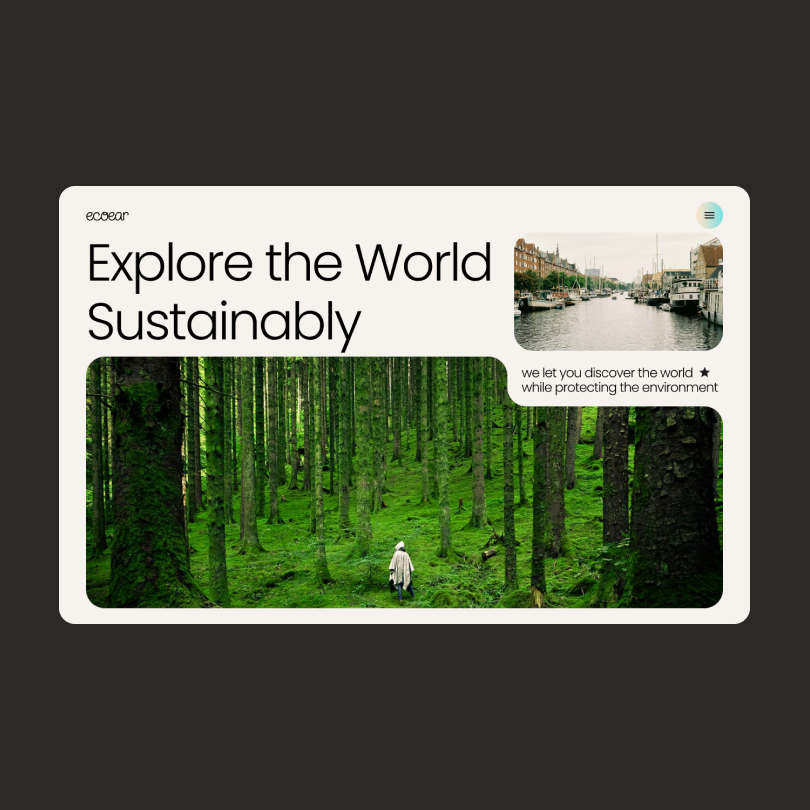 ecoear
Explore the World
Sustainably
we let you discover the world
while protecting the environment